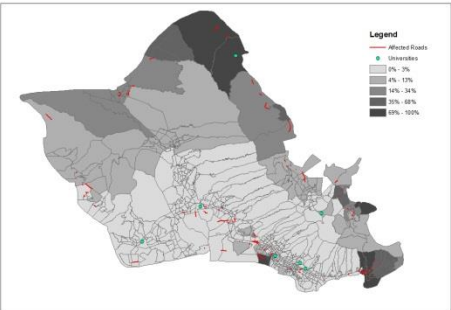 Legend
Affected Roads
Universities
0% - 3%
4% - 13%
14% - 34%
35% - 68%
69% - 100%